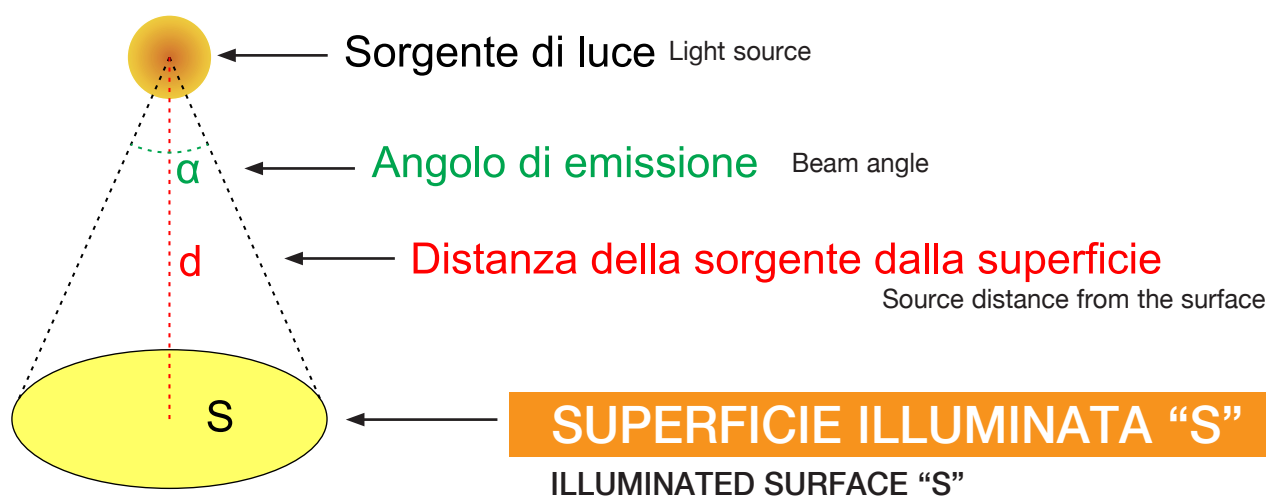 Sorgente di luce Light source
α
Angolo di emissione Beam angle
d
Distanza della sorgente dalla superficie
Source distance from the surface
S
SUPERFICIE ILLUMINATA “S”
ILLUMINATED SURFACE “S”